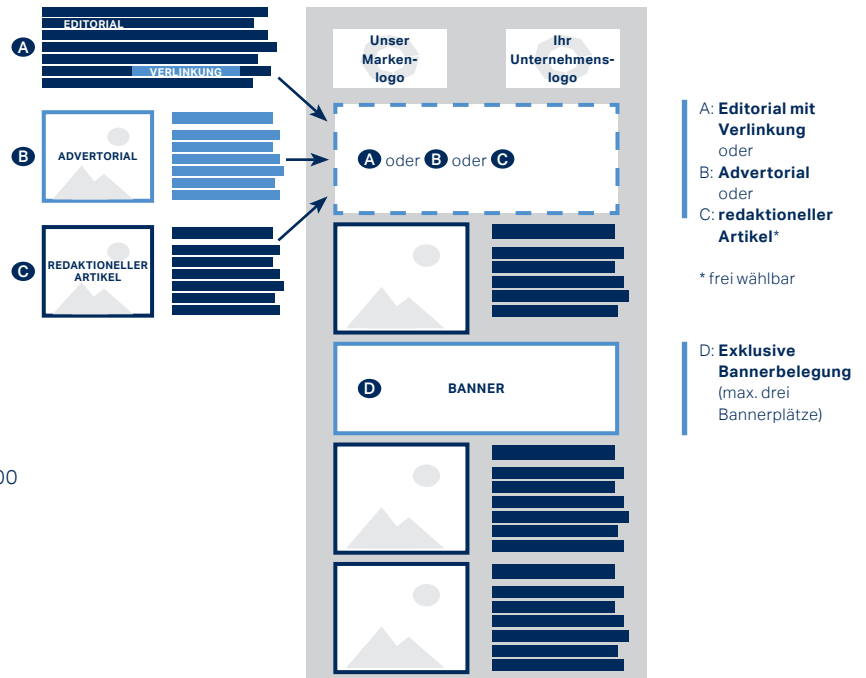 A
EDITORIAL
VERLINKUNG
B
ADVERTORIAL
C
REDAKTIONELLER
ARTIKEL
00
Unser
Marken-
logo
Ihr
Unternehmens-
logo
A oder B oder C
D BANNER
A: Editorial mit
Verlinkung
oder
B: Advertorial
oder
C: redaktioneller
Artikel*
* frei wählbar
D: Exklusive
Bannerbelegung
(max. drei
Bannerplätze)